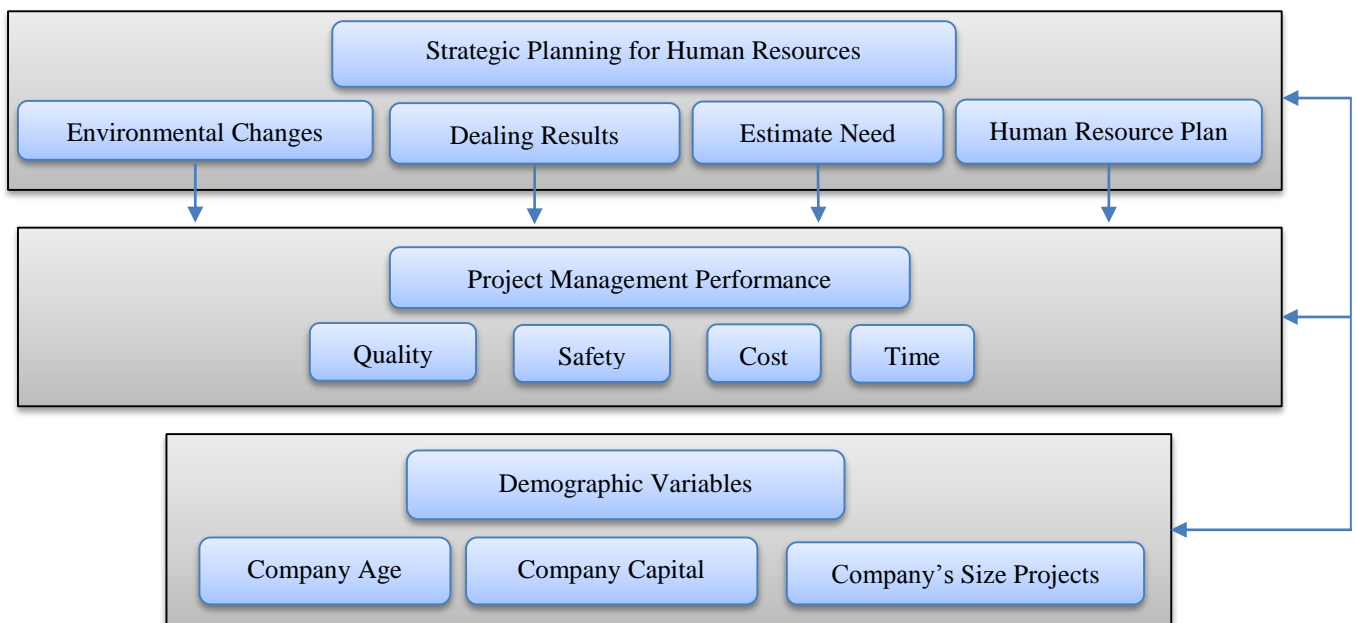 Strategic Planning for Human Resources
Environmental Changes
Dealing Results
Estimate Need
Human Resource Plan
Project Management Performance
Quality
Safety
Cost
Time
Demographic Variables
Company Age
Company Capital
Company’s Size Projects